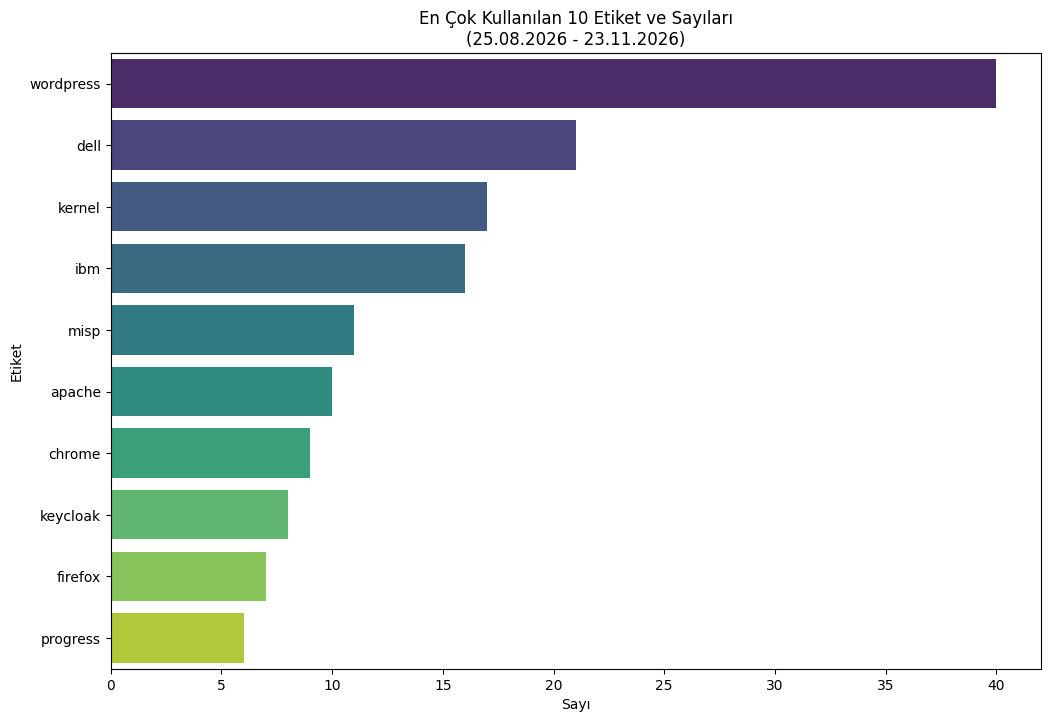 En Çok Kullanılan 10 Etiket ve Sayıları
(25.08.2026 - 23.11.2026)
Etiket
wordpress
dell
kernel
ibm
misp
apache
chrome
keycloak
firefox
progress
0 5 10 15 20 25 30 35 40
Sayı